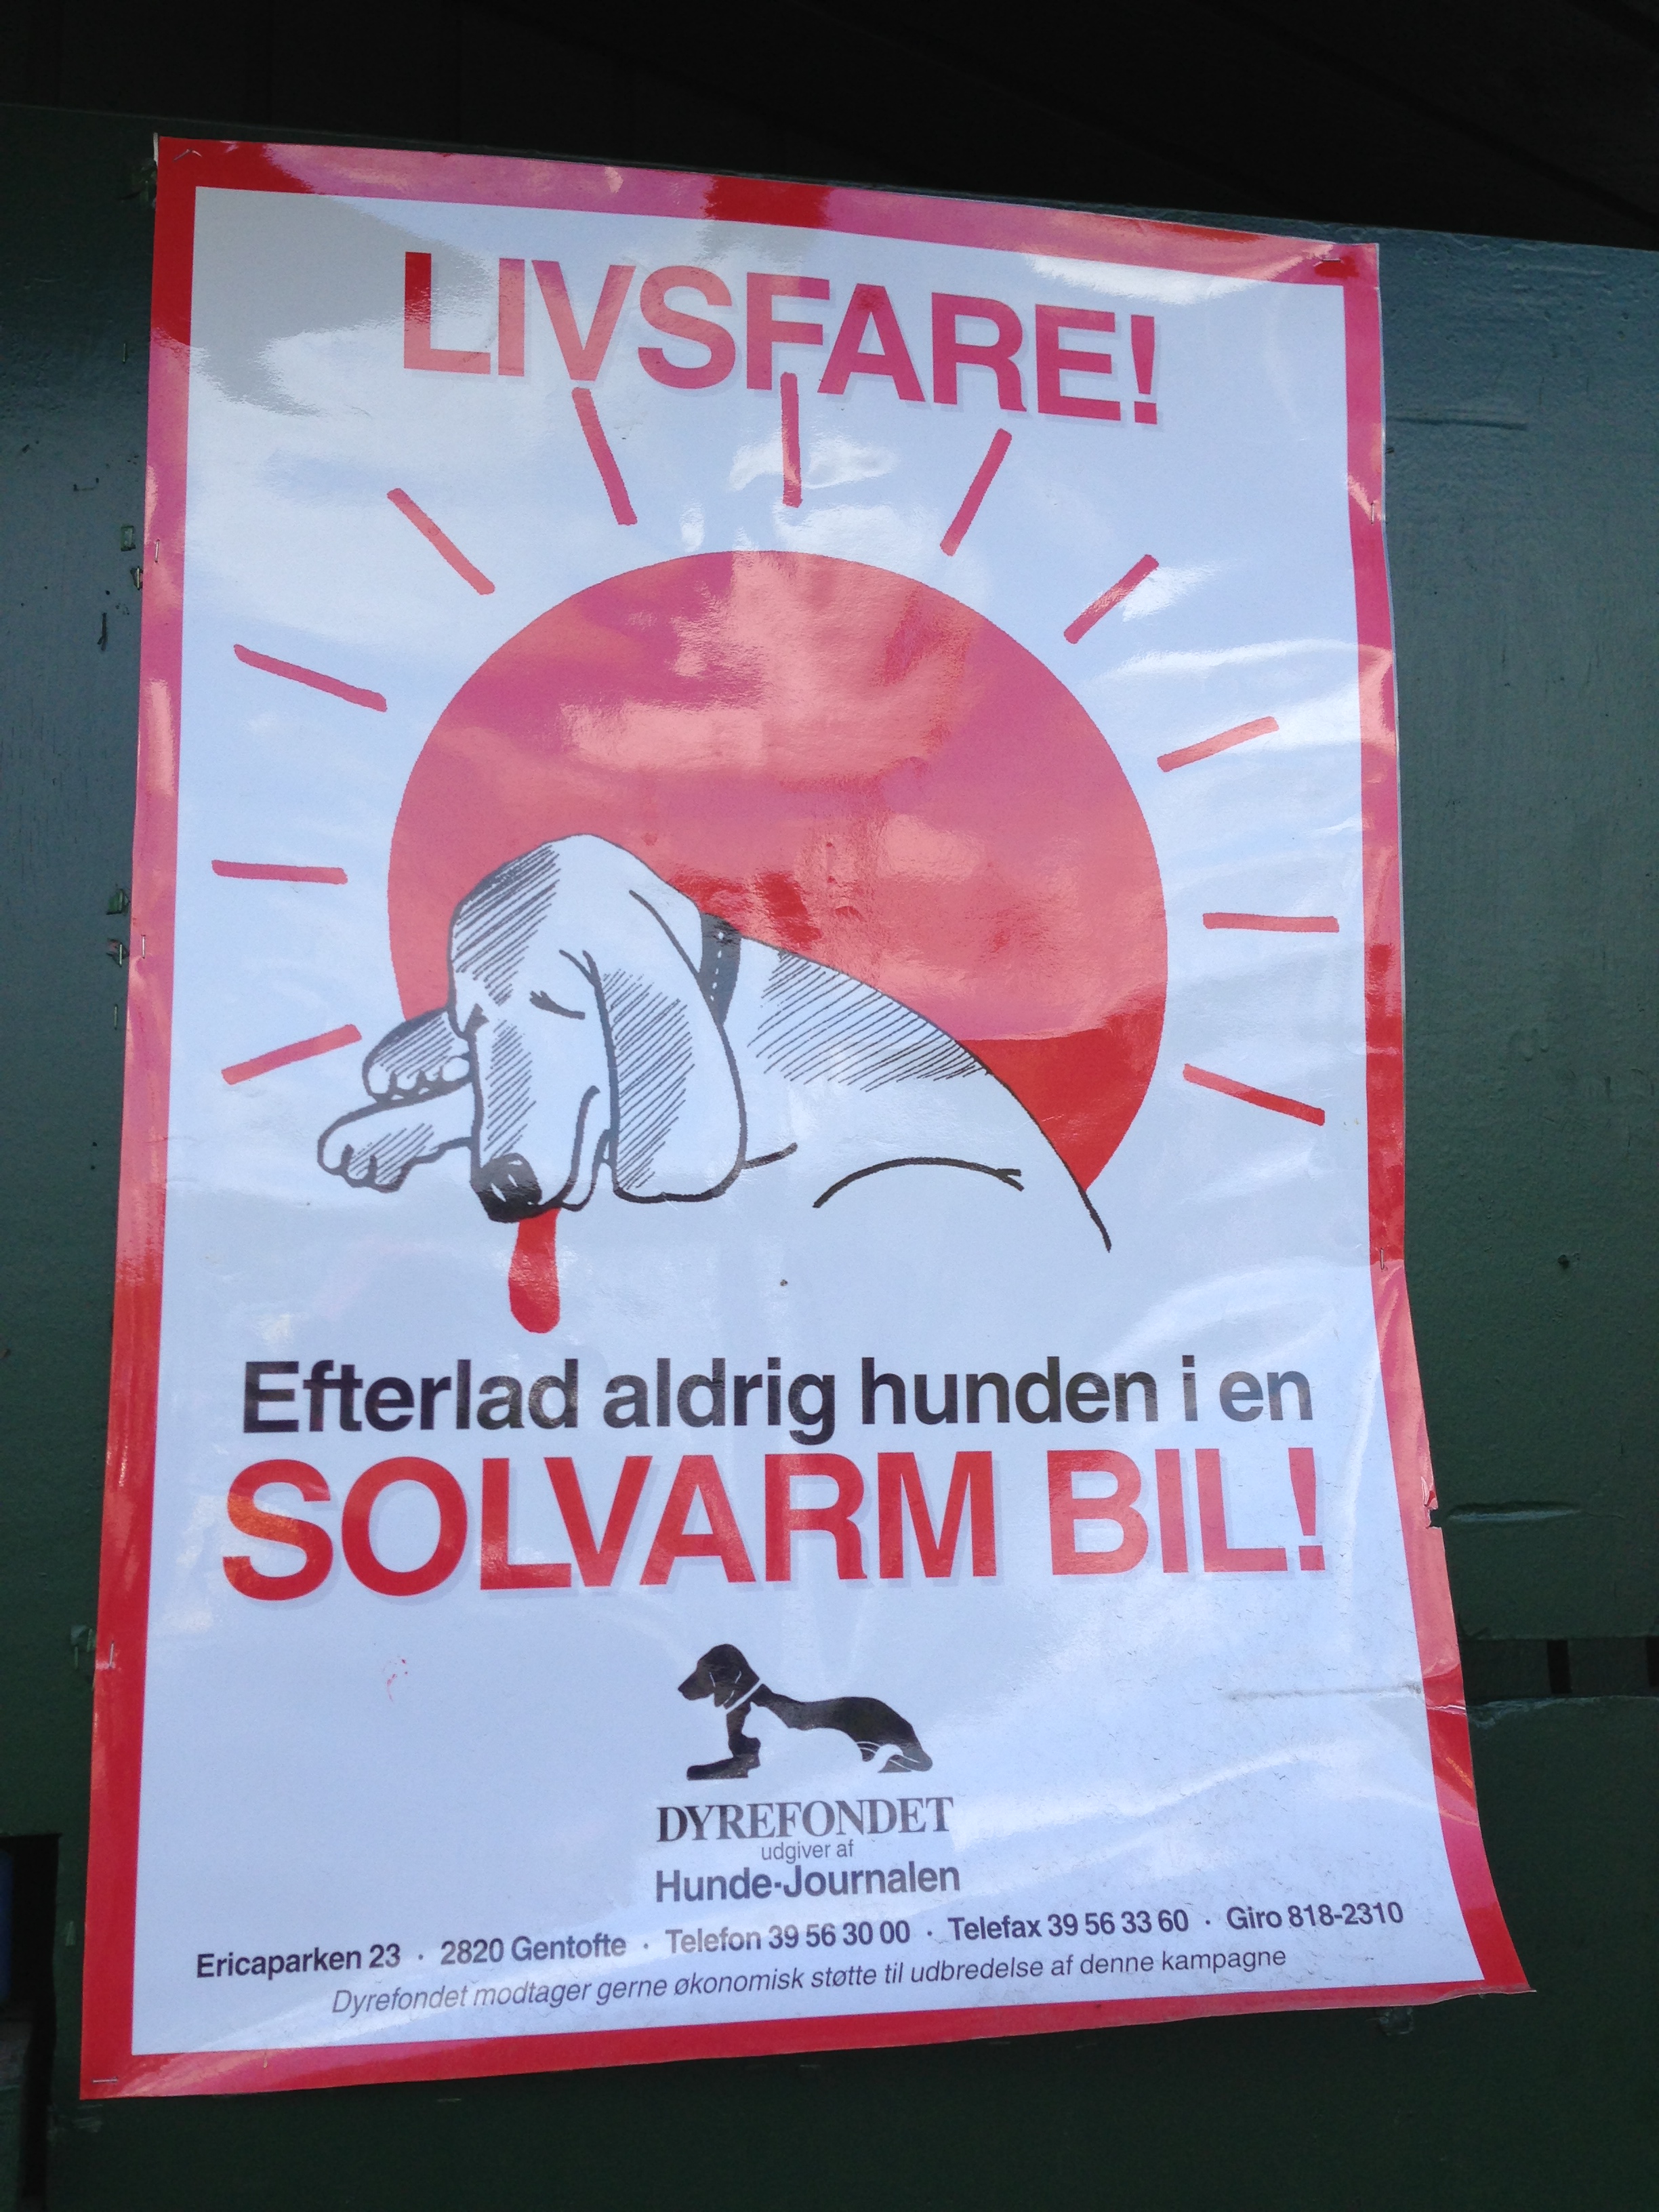 LIVSFARE!
Efterlad aldrig hunden i en
SOLVARM BIL!
DYREFONDET
udgiver af
Hunde-Journalen
Ericaparken 23 · 2820 Gentofte · Telefon 39 56 30 00 · Telefax 39 56 33 60 · Giro 818-2310
Dyrefondet modtager gerne økonomisk støtte til udbredelse af denne kampagne